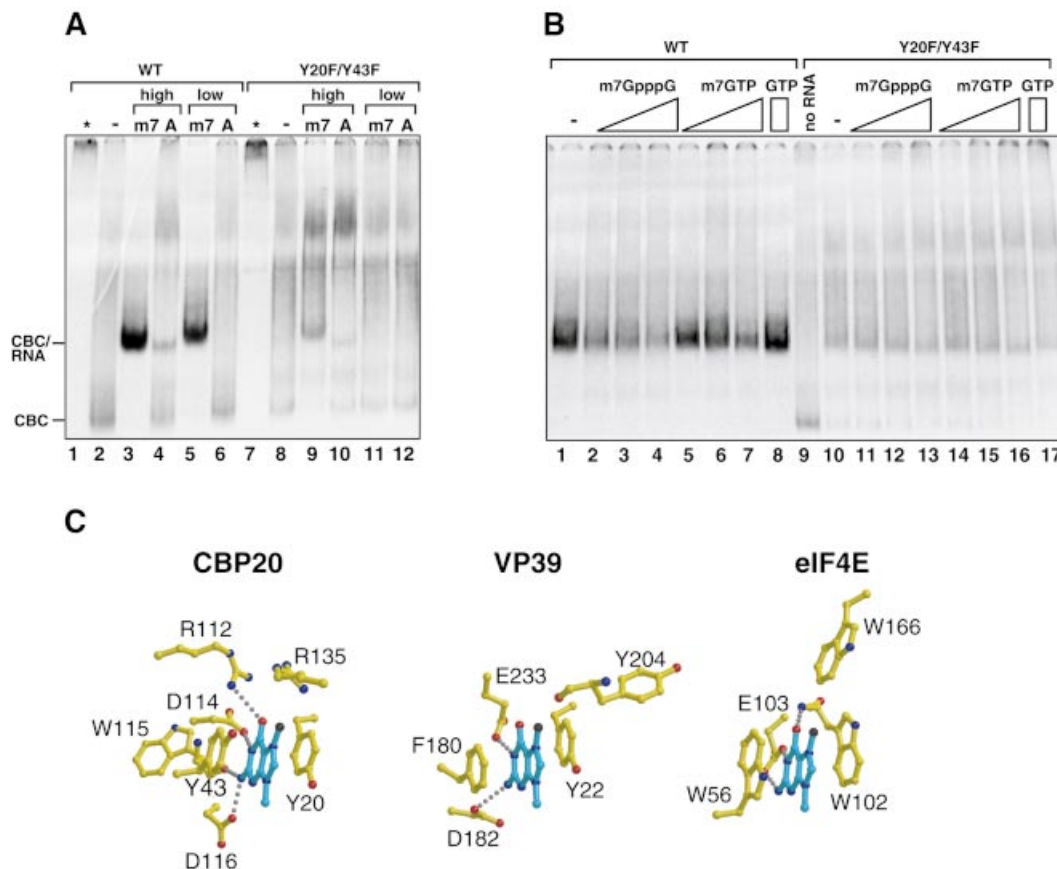 A
WT Y20F/Y43F
high low high low
* - m7 A m7 A * - m7 A m7 A
CBC/
RNA
CBC
1 2 3 4 5 6 7 8 9 10 11 12
B
WT Y20F/Y43F
m7GpppG m7GTP GTP no RNA m7GpppG m7GTP GTP
- -
1 2 3 4 5 6 7 8 9 10 11 12 13 14 15 16 17
C
CBP20 VP39 eIF4E
R112
R135
D114
W115
Y43
Y20
D116
E233
Y204
F180
Y22
D182
W166
E103
W56
W102